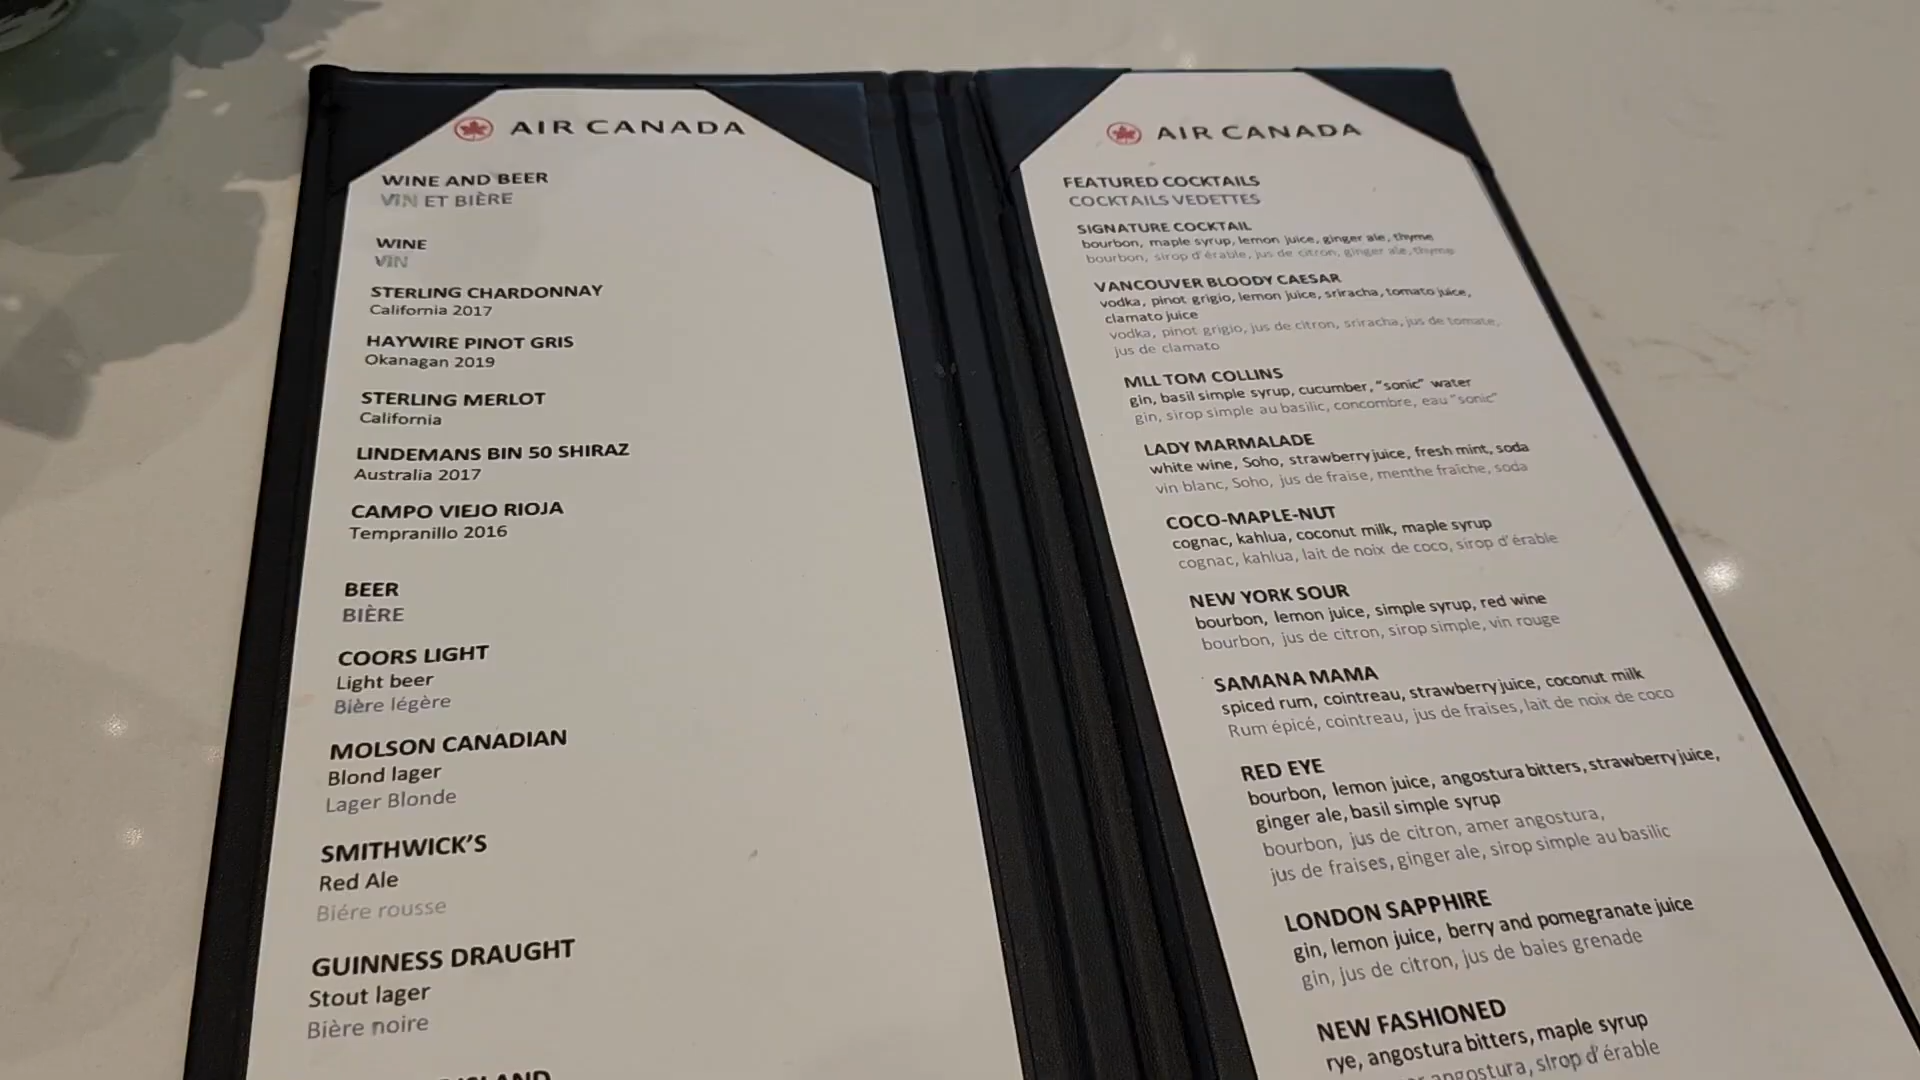 AIR CANADA
WINE AND BEER
VIN ET BIÈRE
WINE
VIN
STERLING CHARDONNAY
California 2017
HAYWIRE PINOT GRIS
Okanagan 2019
STERLING MERLOT
California
LINDEMANS BIN 50 SHIRAZ
Australia 2017
CAMPO VIEJO RIOJA
Tempranillo 2016
BEER
BIÈRE
COORS LIGHT
Light beer
Bière légère
MOLSON CANADIAN
Blond lager
Lager Blonde
SMITHWICK'S
Red Ale
Biére rousse
GUINNESS DRAUGHT
Stout lager
Bière noire
AIR CANADA
FEATURED COCKTAILS
COCKTAILS VEDETTES
SIGNATURE COCKTAIL
bourbon, maple syrup, lemon juice, ginger ale, thyme
bourbon, sirop d'érable, jus de citron, ginger ale, thyme
VANCOUVER BLOODY CAESAR
vodka, pinot grigio, lemon juice, sriracha, tomato juice,
clamato juice
vodka, pinot grigio, jus de citron, sriracha, jus de tomate,
jus de clamato
MLL TOM COLLINS
gin, basil simple syrup, cucumber, "sonic" water
gin, sirop simple au basilic, concombre, eau "sonic"
LADY MARMALADE
white wine, Soho, strawberry juice, fresh mint, soda
vin blanc, Soho, jus de fraise, menthe fraîche, soda
COCO-MAPLE-NUT
cognac, kahlua, coconut milk, maple syrup
cognac, kahlua, lait de noix de coco, sirop d'érable
NEW YORK SOUR
bourbon, lemon juice, simple syrup, red wine
bourbon, jus de citron, sirop simple, vin rouge
SAMANA MAMA
spiced rum, cointreau, strawberry juice, coconut milk
Rum épicé, cointreau, jus de fraises, lait de noix de coco
RED EYE
bourbon, lemon juice, angostura bitters, strawberry juice,
ginger ale, basil simple syrup
bourbon, jus de citron, amer angostura,
jus de fraises, ginger ale, sirop simple au basilic
LONDON SAPPHIRE
gin, lemon juice, berry and pomegranate juice
gin, jus de citron, jus de baies grenade
NEW FASHIONED
rye, angostura bitters, maple syrup
angostura, sirop d'érable